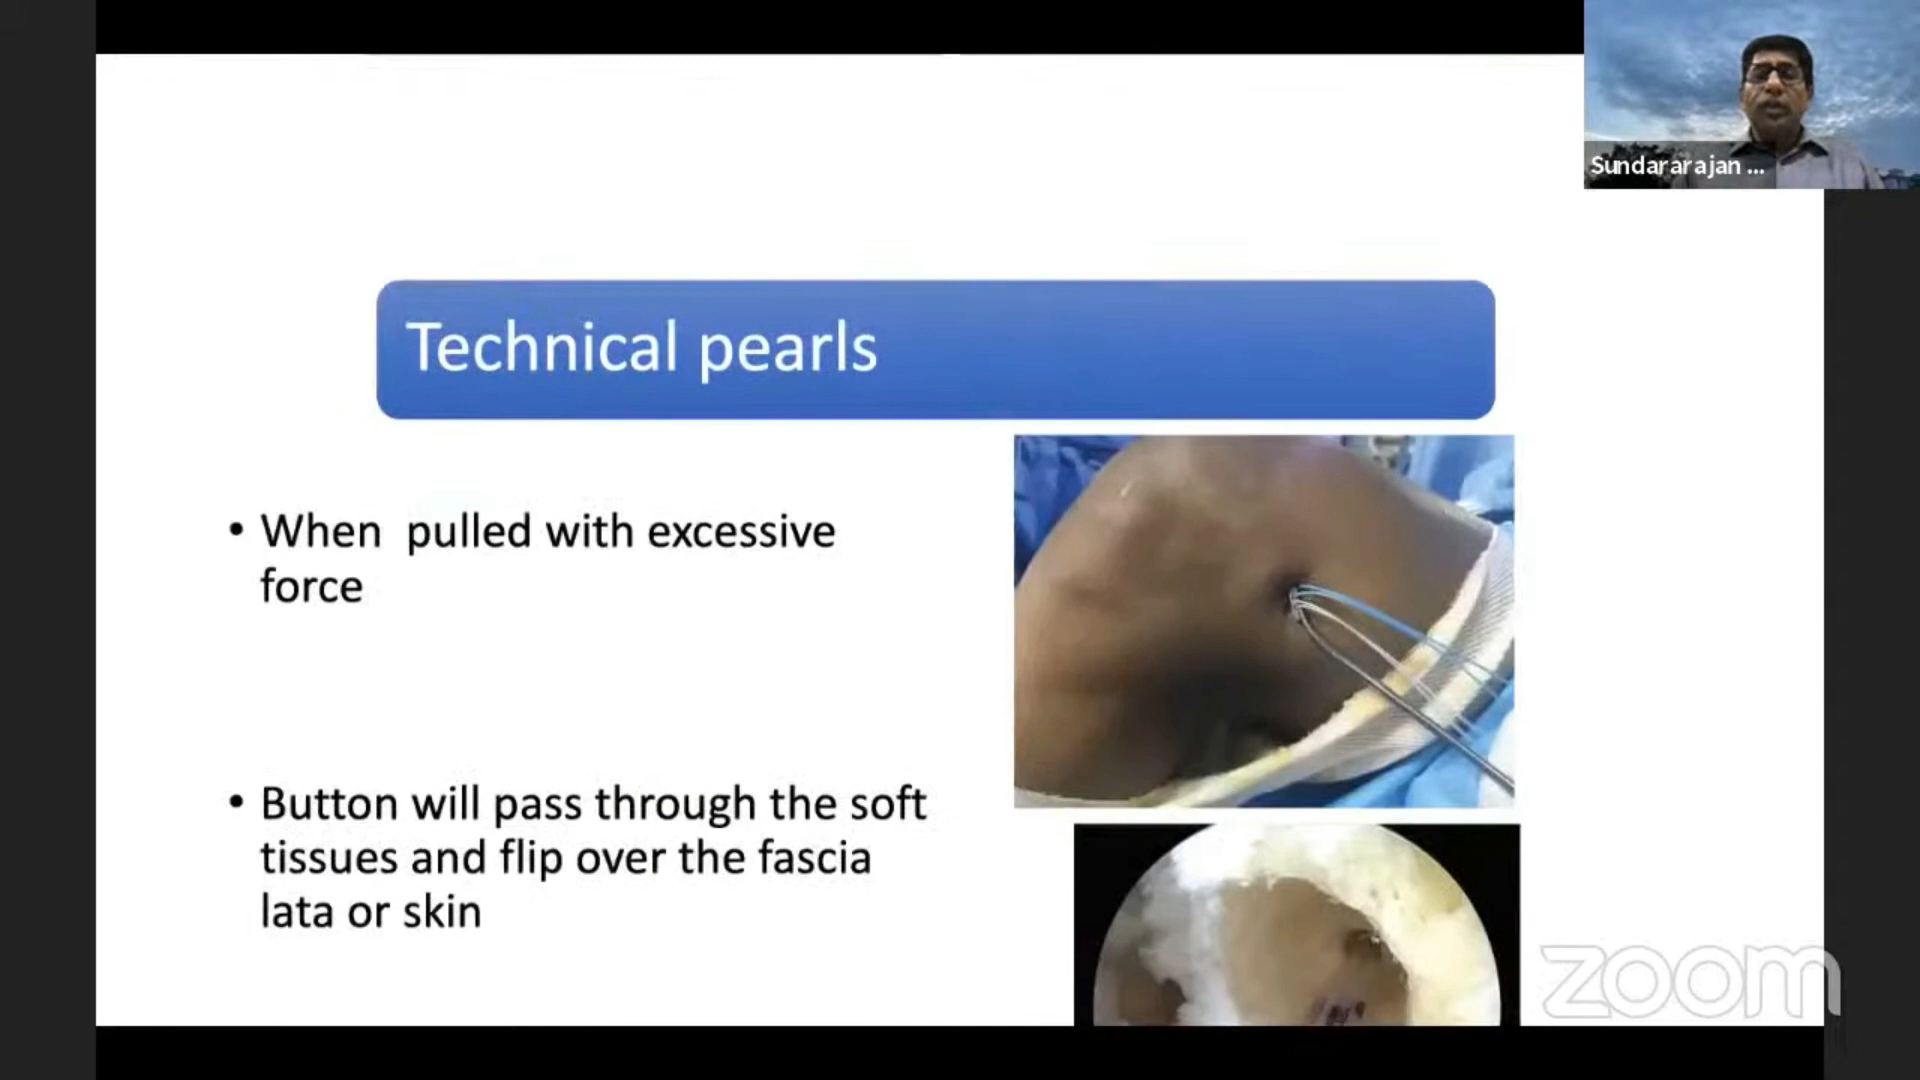 Sundararajan ...
Technical pearls
• When pulled with excessive
force
• Button will pass through the soft
tissues and flip over the fascia
lata or skin
zoom